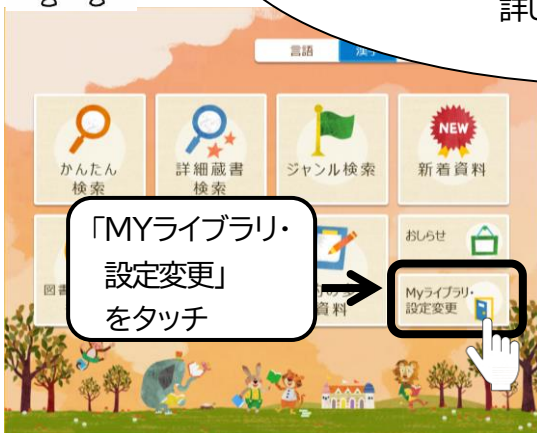 詳し
言語
漢字
かんたん
検索
詳細蔵書
検索
ジャンル検索
NEW
新着資料
「MYライブラリ・
設定変更」
をタッチ
図書
資料
おしらせ
Myライブラリ・
設定変更